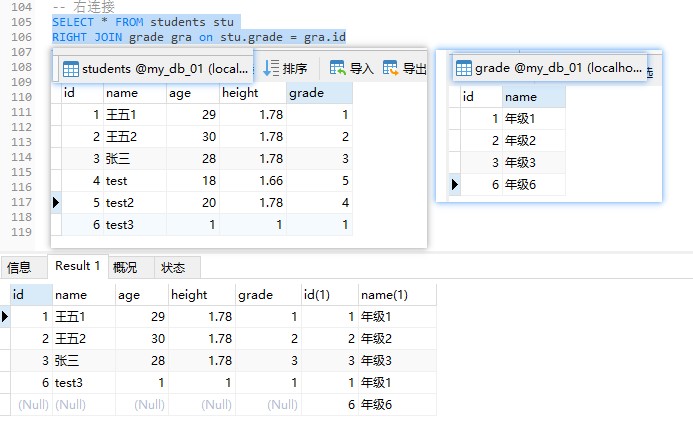 104 -- 右连接
105 SELECT * FROM students stu
106 RIGHT JOIN grade gra on stu.grade = gra.id
107
108
109
110
111
112
113
114
115
116
117
118
119
students @my_db_01 (local... 排序 导入 导出
id name age height grade
1 王五1 29 1.78 1
2 王五2 30 1.78 2
3 张三 28 1.78 3
4 test 18 1.66 5
5 test2 20 1.78 4
6 test3 1 1 1
grade @my_db_01 (localho...
id name
1 年级1
2 年级2
3 年级3
6 年级6
信息 Result 1 概况 状态
id name age height grade id(1) name(1)
1 王五1 29 1.78 1 1 年级1
2 王五2 30 1.78 2 2 年级2
3 张三 28 1.78 3 3 年级3
6 test3 1 1 1 1 年级1
(Null) (Null) (Null) (Null) (Null) 6 年级6